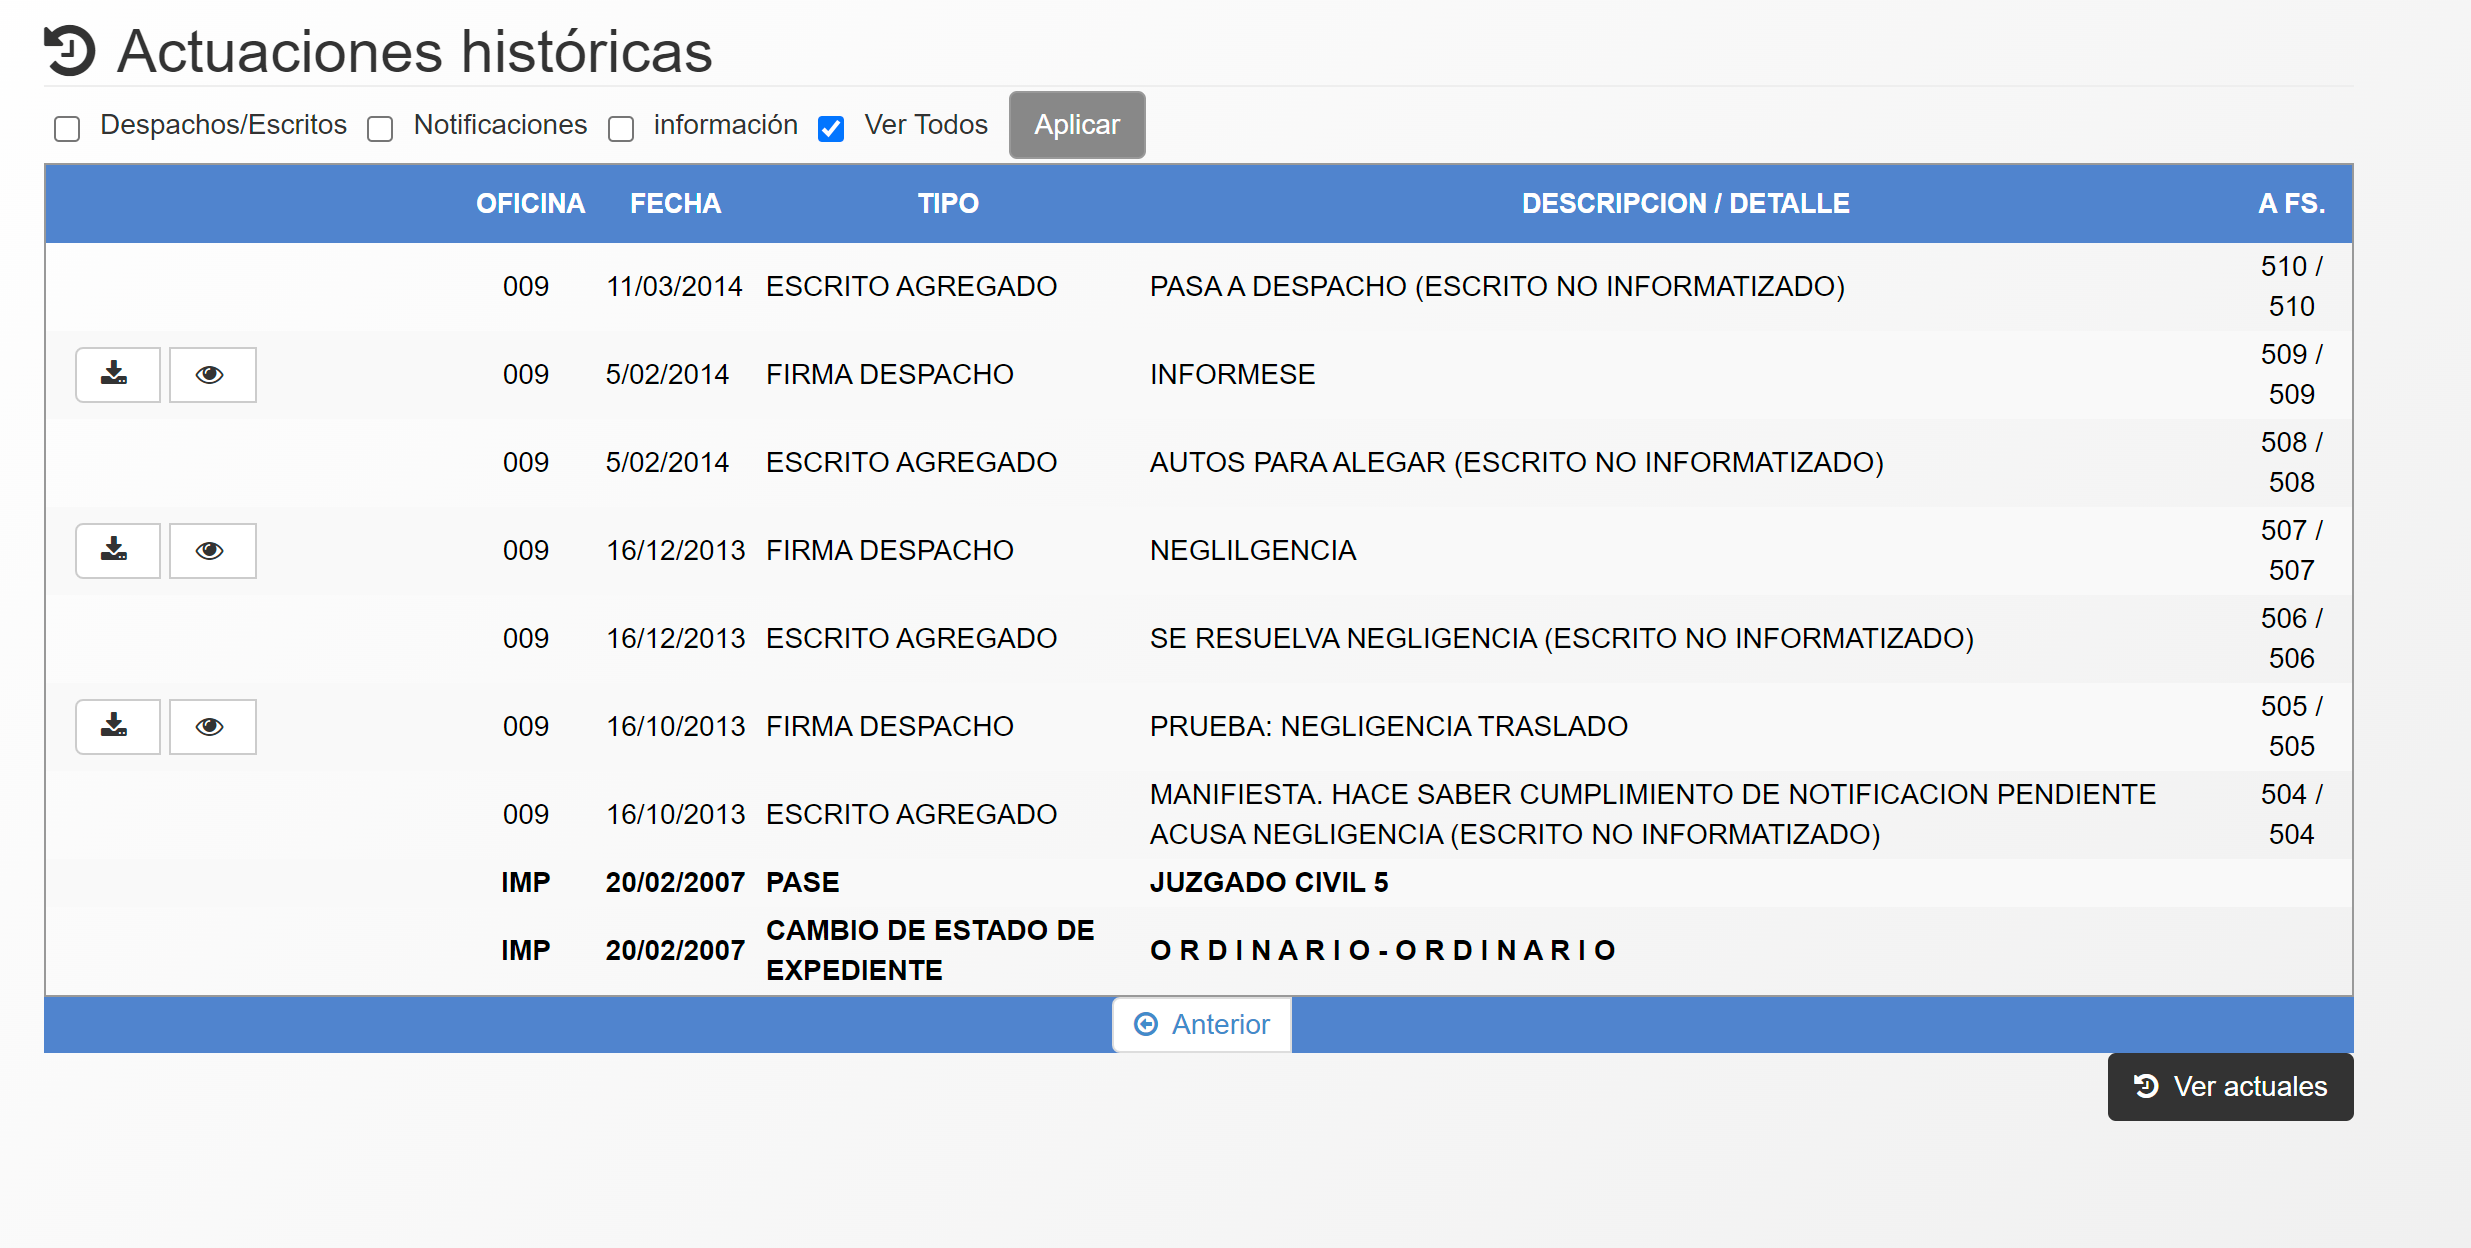 Actuaciones históricas
Despachos/Escritos Notificaciones información Ver Todos Aplicar
OFICINA FECHA TIPO DESCRIPCION / DETALLE A FS.
009 11/03/2014 ESCRITO AGREGADO PASA A DESPACHO (ESCRITO NO INFORMATIZADO) 510 /
510
009 5/02/2014 FIRMA DESPACHO INFORMESE 509 /
509
009 5/02/2014 ESCRITO AGREGADO AUTOS PARA ALEGAR (ESCRITO NO INFORMATIZADO) 508 /
508
009 16/12/2013 FIRMA DESPACHO NEGLILGENCIA 507 /
507
009 16/12/2013 ESCRITO AGREGADO SE RESUELVA NEGLIGENCIA (ESCRITO NO INFORMATIZADO) 506 /
506
009 16/10/2013 FIRMA DESPACHO PRUEBA: NEGLIGENCIA TRASLADO 505 /
505
009 16/10/2013 ESCRITO AGREGADO MANIFIESTA. HACE SABER CUMPLIMIENTO DE NOTIFICACION PENDIENTE 504 /
ACUSA NEGLIGENCIA (ESCRITO NO INFORMATIZADO) 504
IMP 20/02/2007 PASE JUZGADO CIVIL 5
IMP 20/02/2007 CAMBIO DE ESTADO DE O R D I N A R I O - O R D I N A R I O
EXPEDIENTE
Anterior
Ver actuales